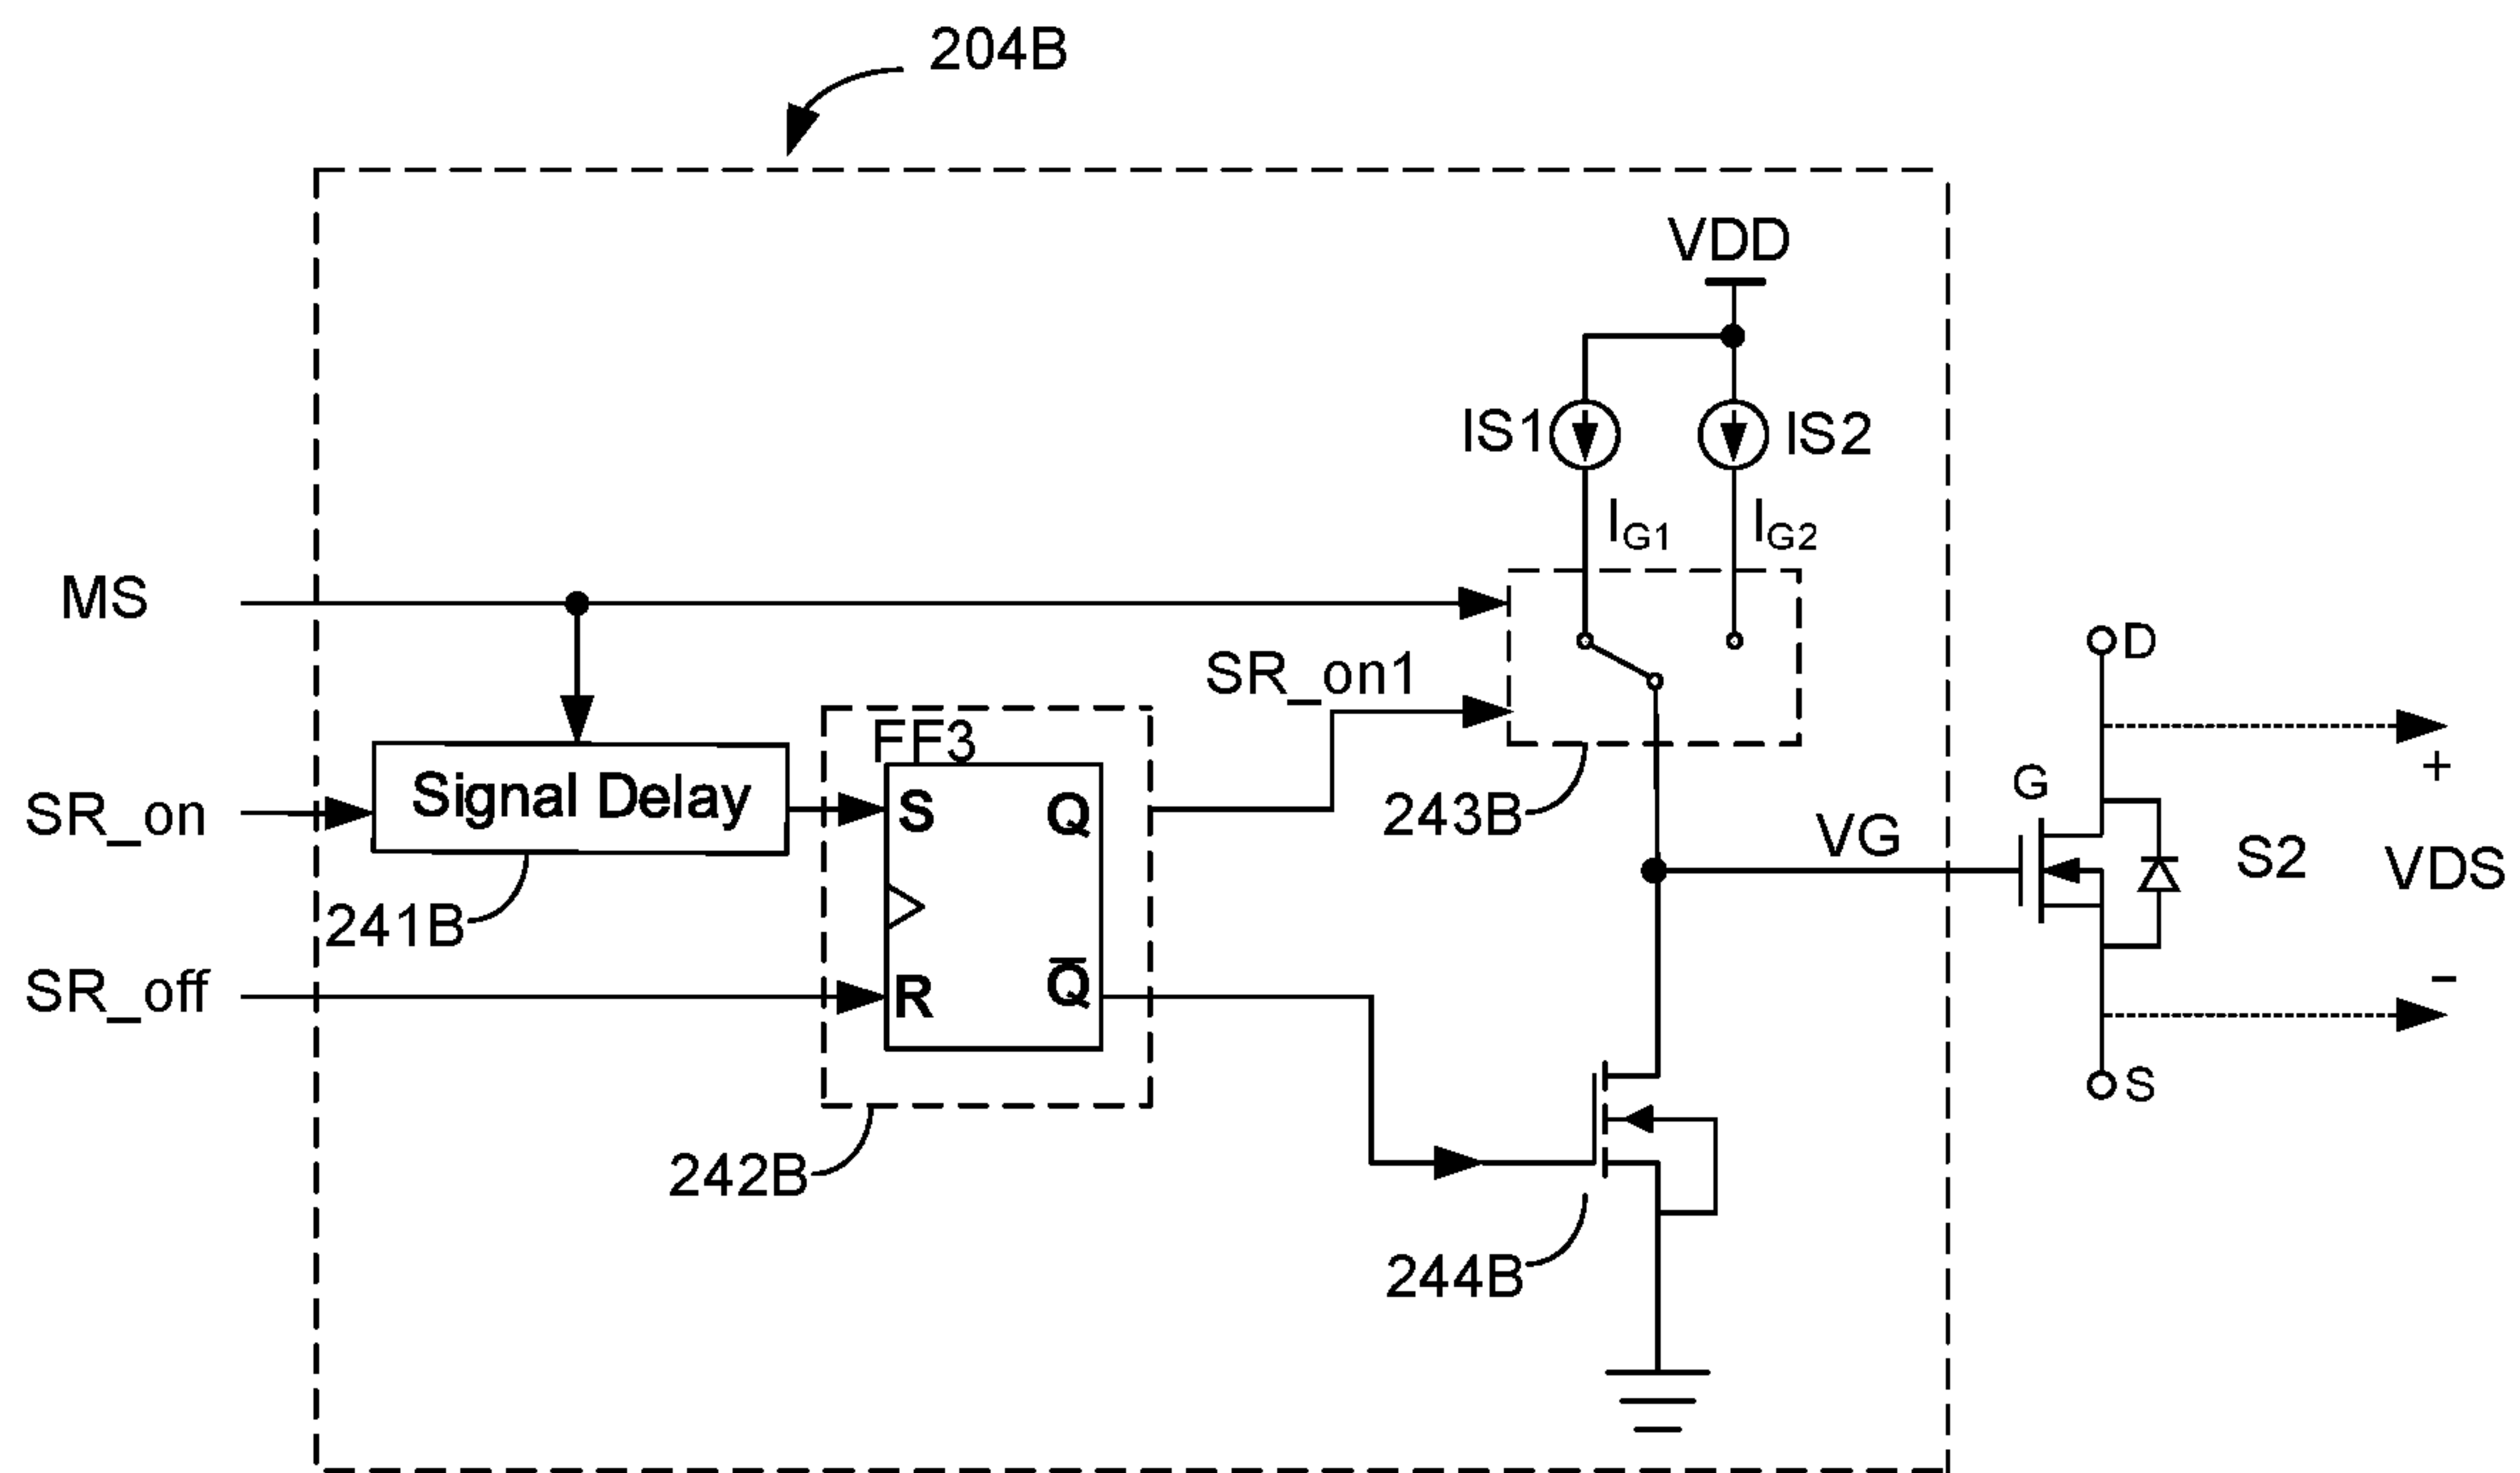 204B
VDD
IS1
IS2
IG1
IG2
MS
SR_on1
D
FF3
Signal Delay
SR_on
S
Q
243B
G
+
VG
S2
VDS
241B
SR_off
R
Q̅
-
S
242B
244B